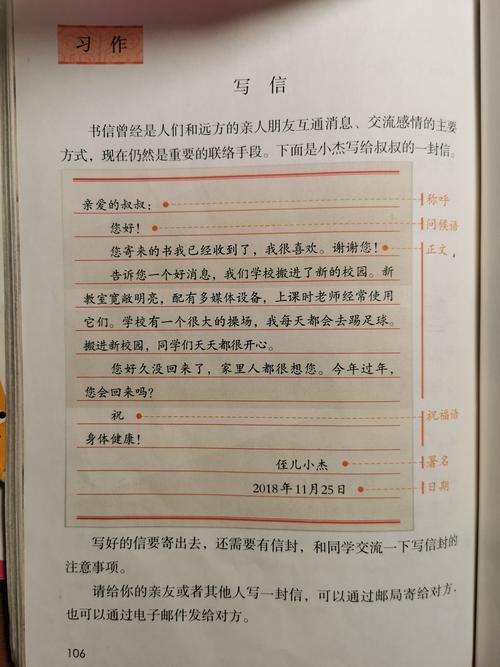 习作
写信
书信曾经是人们和远方的亲人朋友互通消息、交流感情的主要
方式，现在仍然是重要的联络手段。下面是小杰写给叔叔的一封信。
亲爱的叔叔： 称呼
您好！ 问候语
您寄来的书我已经收到了，我很喜欢。谢谢您！ 正文
告诉您一个好消息，我们学校搬进了新的校园。新
教室宽敞明亮，配有多媒体设备，上课时老师经常使用
它们。学校有一个很大的操场，我每天都会去踢足球。
搬进新校园，同学们天天都很开心。
您好久没回来了，家里人都很想您。今年过年，
您会回来吗？
祝 祝福语
身体健康！
侄儿小杰 署名
2018年11月25日 日期
写好的信要寄出去，还需要有信封，和同学交流一下写信封的
注意事项。
请给你的亲友或者其他人写一封信，可以通过邮局寄给对方，
也可以通过电子邮件发给对方。
106